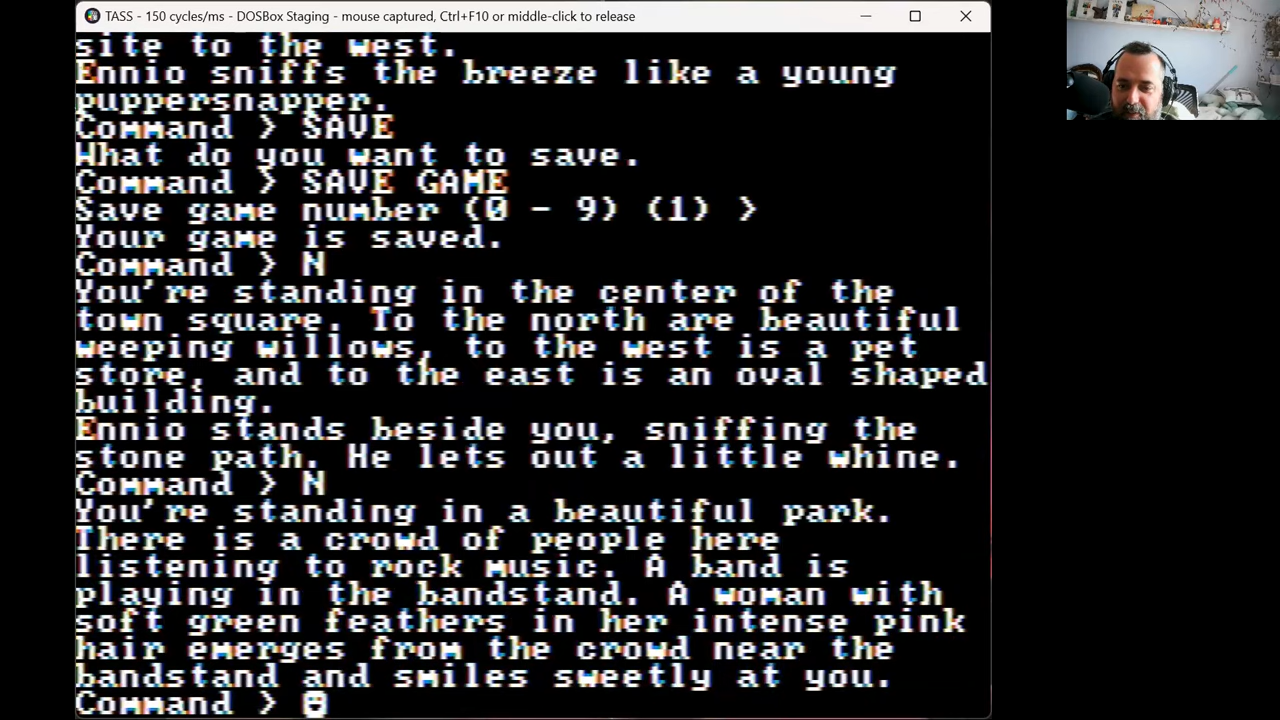 TASS - 150 cycles/ms - DOSBox Staging - mouse captured, Ctrl+F10 or middle-click to release
site to the west.
Ennio sniffs the breeze like a young
puppersnapper.
Command > SAVE
What do you want to save.
Command > SAVE GAME
Save game number (0 - 9) (1) >
Your game is saved.
Command > N
You're standing in the center of the
town square. To the north are beautiful
weeping willows, to the west is a pet
store, and to the east is an oval shaped
building.
Ennio stands beside you, sniffing the
stone path. He lets out a little whine.
Command > N
You're standing in a beautiful park.
There is a crowd of people here
listening to rock music. A band is
playing in the bandstand. A woman with
soft green feathers in her intense pink
hair emerges from the crowd near the
bandstand and smiles sweetly at you.
Command >